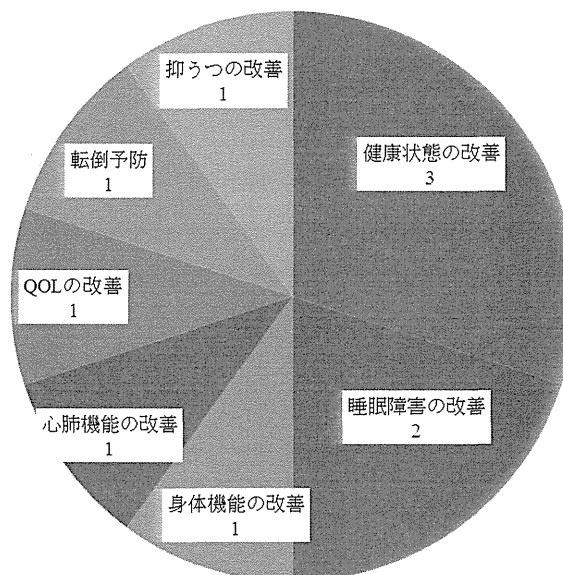 健康状態の改善
3
睡眠障害の改善
2
身体機能の改善
1
心肺機能の改善
1
QOLの改善
1
転倒予防
1
抑うつの改善
1